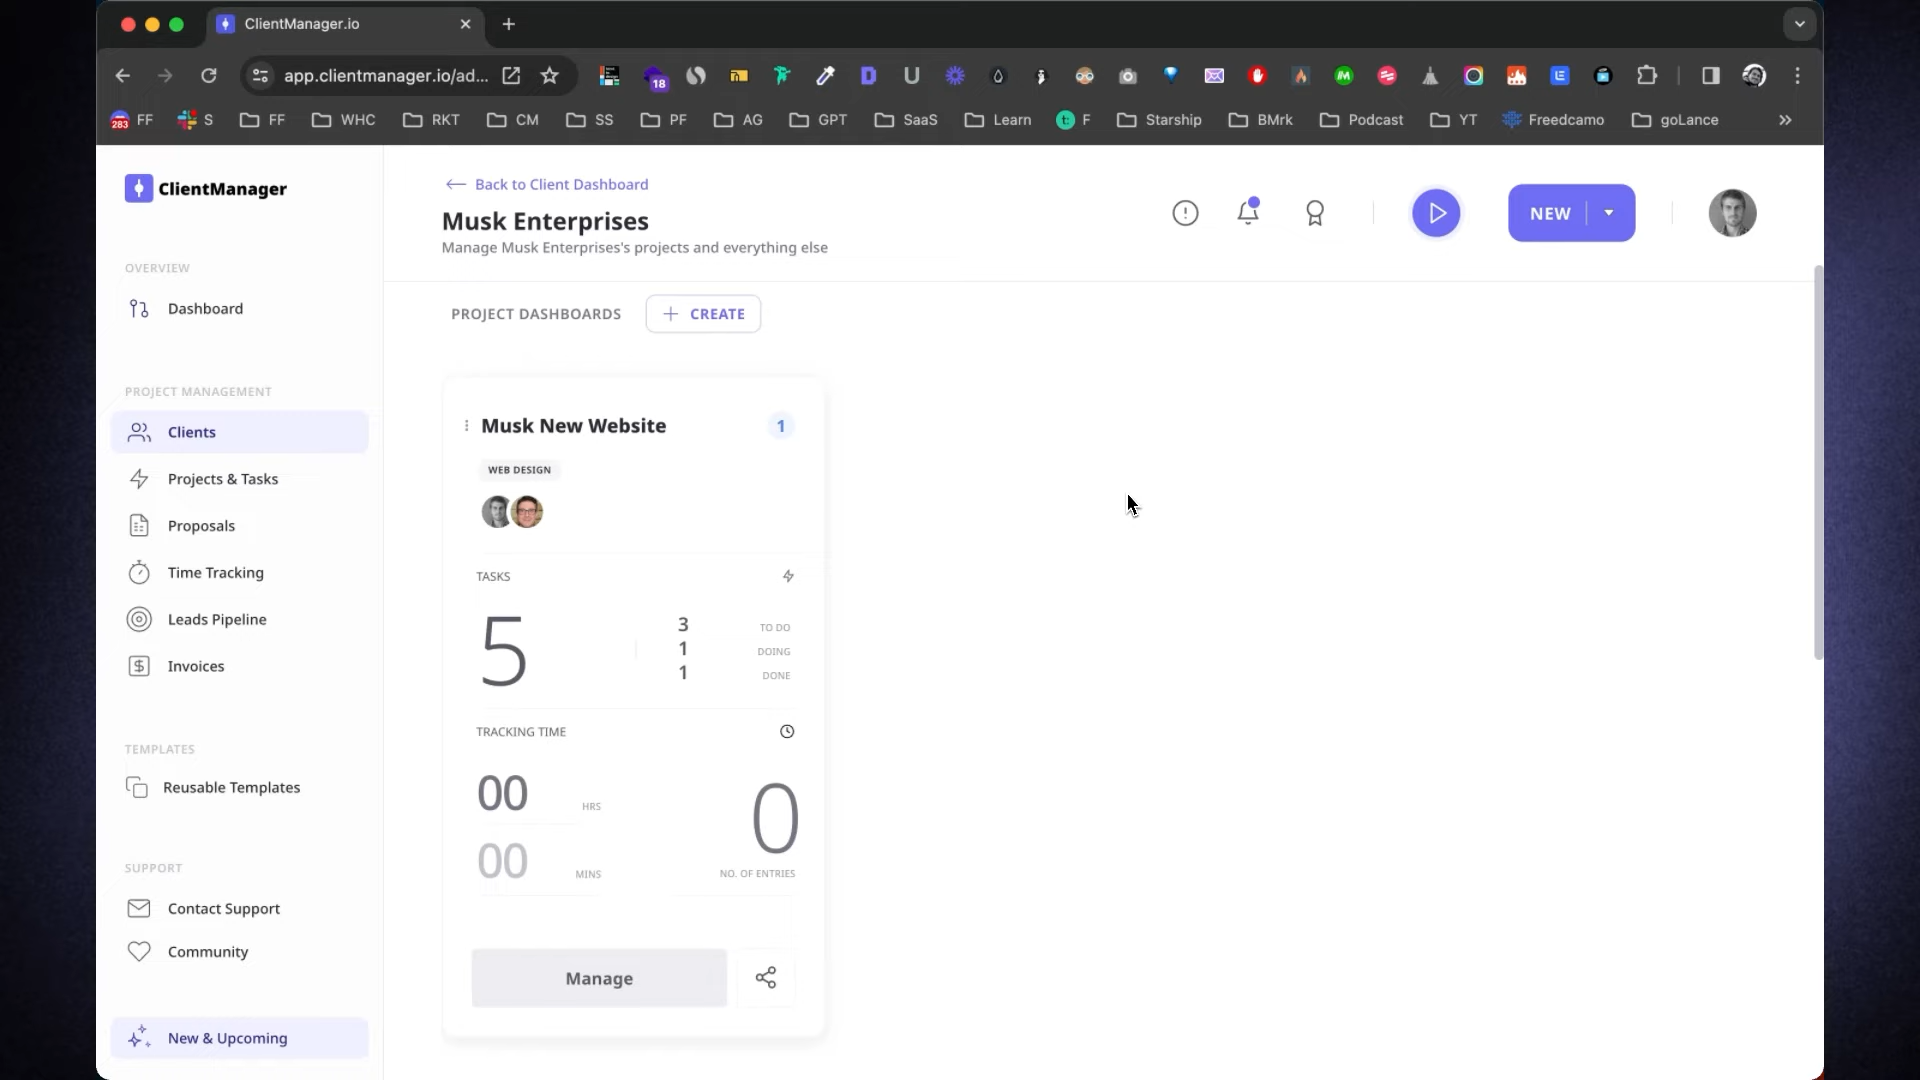 ClientManager.io
app.clientmanager.io/ad...
18
283 FF
S
FF
WHC
RKT
CM
SS
PF
AG
GPT
SaaS
Learn
F
Starship
BMrk
Podcast
YT
Freedcamo
goLance
ClientManager
OVERVIEW
Dashboard
PROJECT MANAGEMENT
Clients
Projects & Tasks
Proposals
Time Tracking
Leads Pipeline
Invoices
TEMPLATES
Reusable Templates
SUPPORT
Contact Support
Community
New & Upcoming
Back to Client Dashboard
Musk Enterprises
Manage Musk Enterprises's projects and everything else
NEW
PROJECT DASHBOARDS
CREATE
Musk New Website
1
WEB DESIGN
TASKS
5
3 TO DO
1 DOING
1 DONE
TRACKING TIME
00 HRS
00 MINS
0
NO. OF ENTRIES
Manage